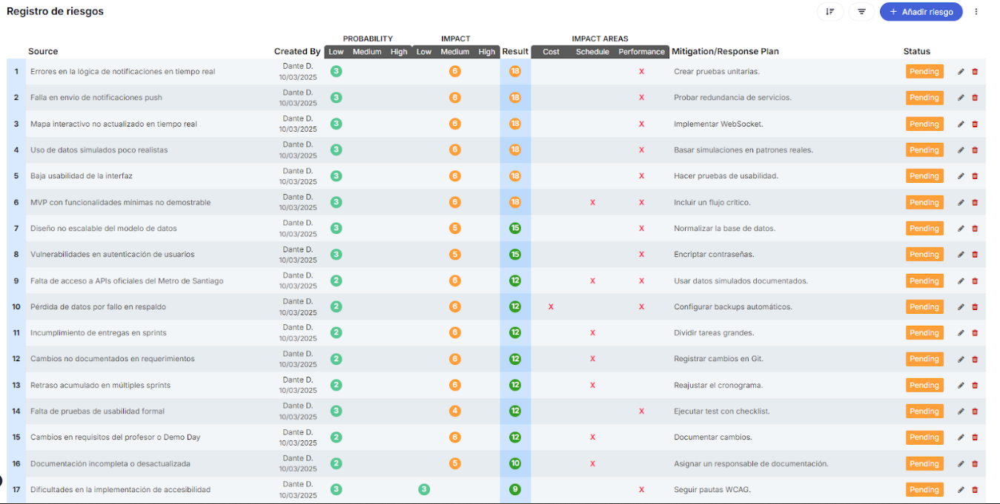 Registro de riesgos
+ Añadir riesgo
PROBABILITY IMPACT IMPACT AREAS
Source Created By Low Medium High Low Medium High Result Cost Schedule Performance Mitigation/Response Plan Status
1 Errores en la lógica de notificaciones en tiempo real Dante D. 10/03/2025 3 6 18 X Crear pruebas unitarias. Pending
2 Falla en envío de notificaciones push Dante D. 10/03/2025 3 6 18 X Probar redundancia de servicios. Pending
3 Mapa interactivo no actualizado en tiempo real Dante D. 10/03/2025 3 6 18 X Implementar WebSocket. Pending
4 Uso de datos simulados poco realistas Dante D. 10/03/2025 3 6 18 X Basar simulaciones en patrones reales. Pending
5 Baja usabilidad de la interfaz Dante D. 10/03/2025 3 6 18 X Hacer pruebas de usabilidad. Pending
6 MVP con funcionalidades mínimas no demostrable Dante D. 10/03/2025 3 6 18 X X Incluir un flujo crítico. Pending
7 Diseño no escalable del modelo de datos Dante D. 10/03/2025 3 5 15 X Normalizar la base de datos. Pending
8 Vulnerabilidades en autenticación de usuarios Dante D. 10/03/2025 3 5 15 X Encriptar contraseñas. Pending
9 Falta de acceso a APIs oficiales del Metro de Santiago Dante D. 10/03/2025 2 6 12 X X Usar datos simulados documentados. Pending
10 Pérdida de datos por fallo en respaldo Dante D. 10/03/2025 2 6 12 X X Configurar backups automáticos. Pending
11 Incumplimiento de entregas en sprints Dante D. 10/03/2025 2 6 12 X Dividir tareas grandes. Pending
12 Cambios no documentados en requerimientos Dante D. 10/03/2025 2 6 12 X Registrar cambios en Git. Pending
13 Retraso acumulado en múltiples sprints Dante D. 10/03/2025 2 6 12 X Reajustar el cronograma. Pending
14 Falta de pruebas de usabilidad formal Dante D. 10/03/2025 3 4 12 X Ejecutar test con checklist. Pending
15 Cambios en requisitos del profesor o Demo Day Dante D. 10/03/2025 2 6 12 X Documentar cambios. Pending
16 Documentación incompleta o desactualizada Dante D. 10/03/2025 2 5 10 X Asignar un responsable de documentación. Pending
17 Dificultades en la implementación de accesibilidad Dante D. 10/03/2025 3 3 9 X Seguir pautas WCAG. Pending